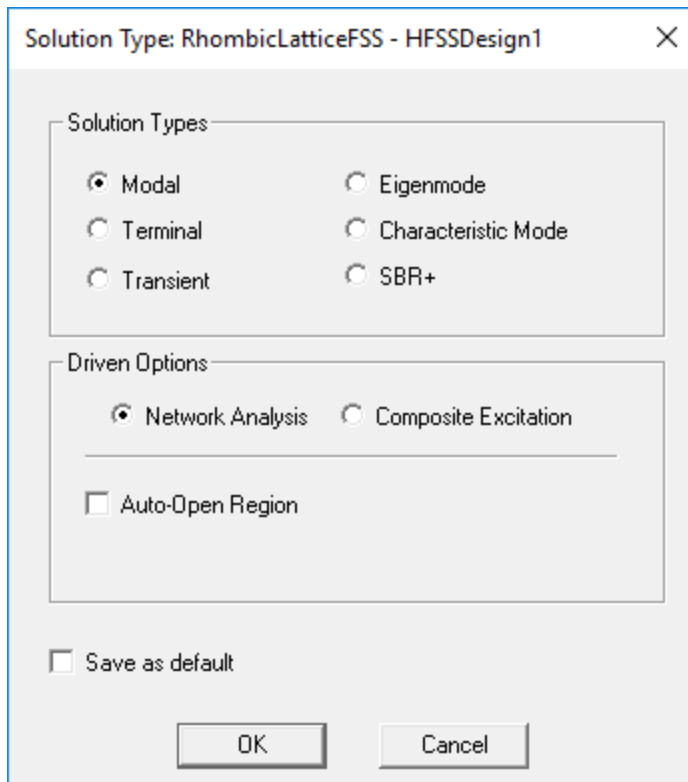 Solution Type: RhombicLatticeFSS - HFSSDesign1
Solution Types
Modal
Eigenmode
Terminal
Characteristic Mode
Transient
SBR+
Driven Options
Network Analysis
Composite Excitation
Auto-Open Region
Save as default
OK
Cancel